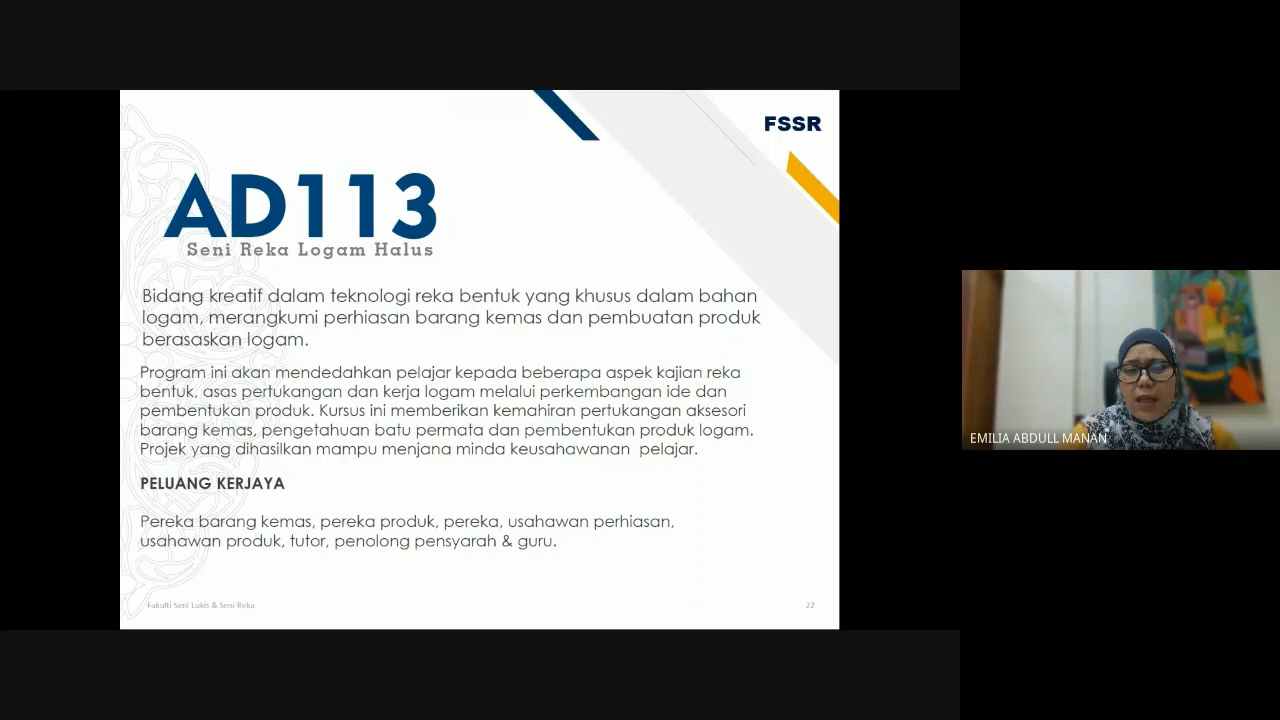 FSSR
AD113
Seni Reka Logam Halus
Bidang kreatif dalam teknologi reka bentuk yang khusus dalam bahan
logam, merangkumi perhiasan barang kemas dan pembuatan produk
berasaskan logam.
Program ini akan mendedahkan pelajar kepada beberapa aspek kajian reka
bentuk, asas pertukangan dan kerja logam melalui perkembangan ide dan
pembentukan produk. Kursus ini memberikan kemahiran pertukangan aksesori
barang kemas, pengetahuan batu permata dan pembentukan produk logam.
Projek yang dihasilkan mampu menjana minda keusahawanan pelajar.
PELUANG KERJAYA
Pereka barang kemas, pereka produk, pereka, usahawan perhiasan,
usahawan produk, tutor, penolong pensyarah & guru.
Fakulti Seni Lukis & Seni Reka
22
EMILIA ABDULL MANAN